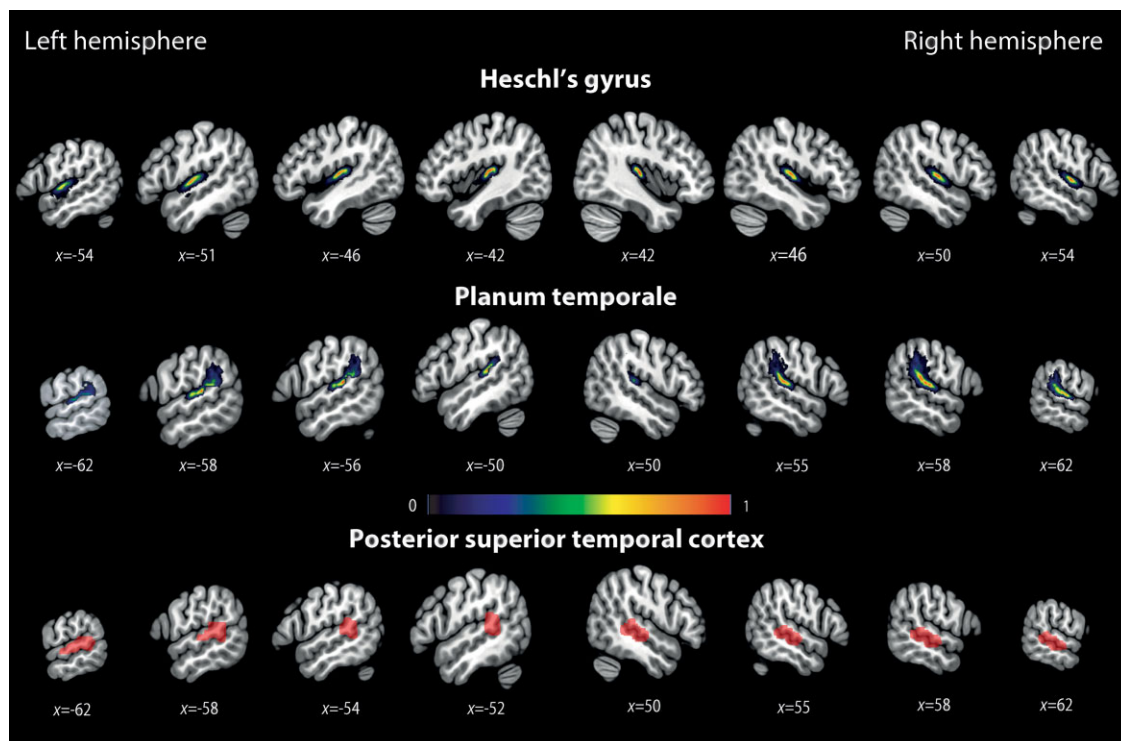 Left hemisphere Right hemisphere
Heschl's gyrus
x=-54 x=-51 x=-46 x=-42 x=42 x=46 x=50 x=54
Planum temporale
x=-62 x=-58 x=-56 x=-50 x=50 x=55 x=58 x=62
0 1
Posterior superior temporal cortex
x=-62 x=-58 x=-54 x=-52 x=50 x=55 x=58 x=62